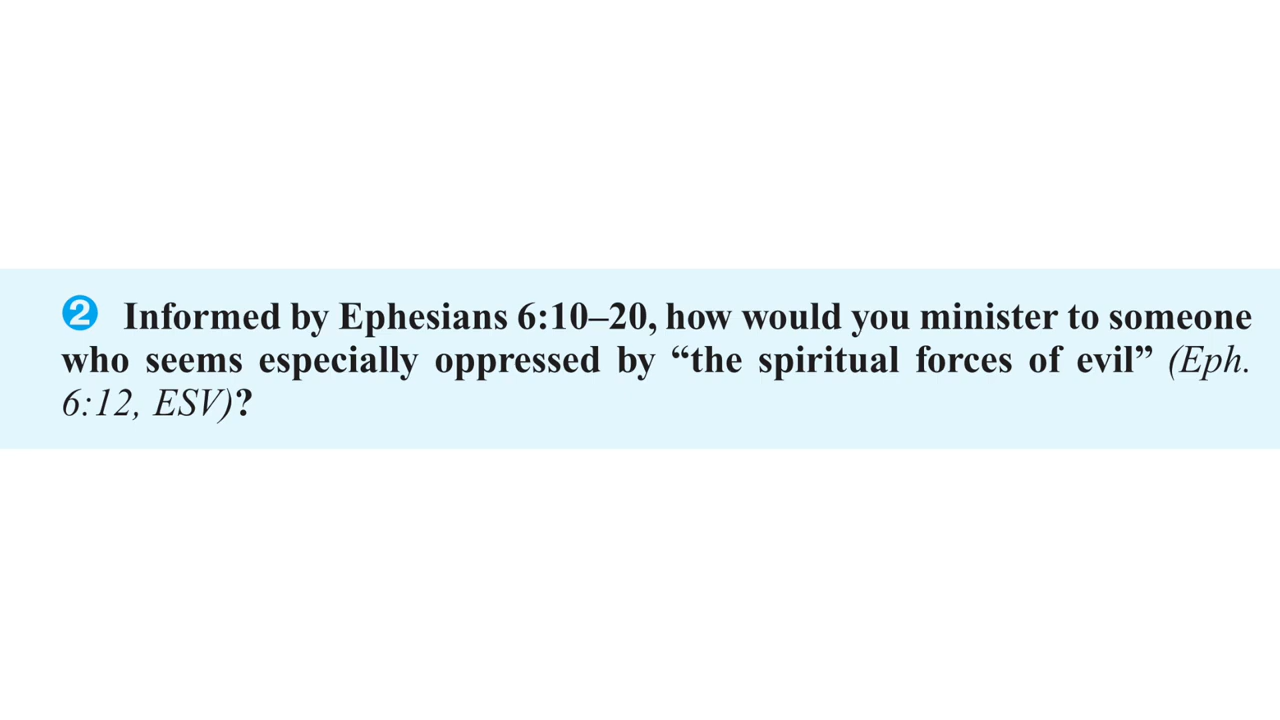 2 Informed by Ephesians 6:10–20, how would you minister to someone
who seems especially oppressed by “the spiritual forces of evil” (Eph.
6:12, ESV)?